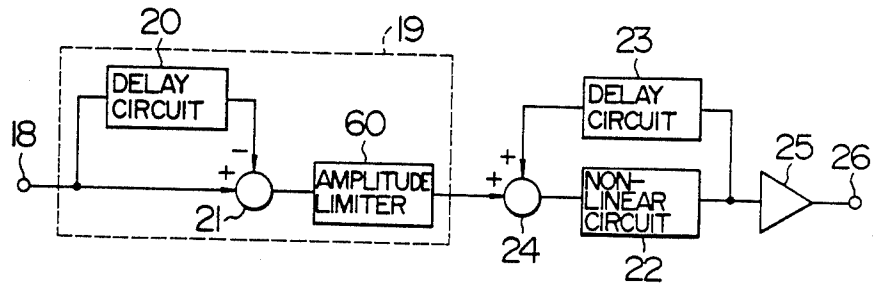 19
20
DELAY
CIRCUIT
23
DELAY
CIRCUIT
18
−
+
21
60
AMPLITUDE
LIMITER
+
+
24
NON-
LINEAR
CIRCUIT
22
25
26